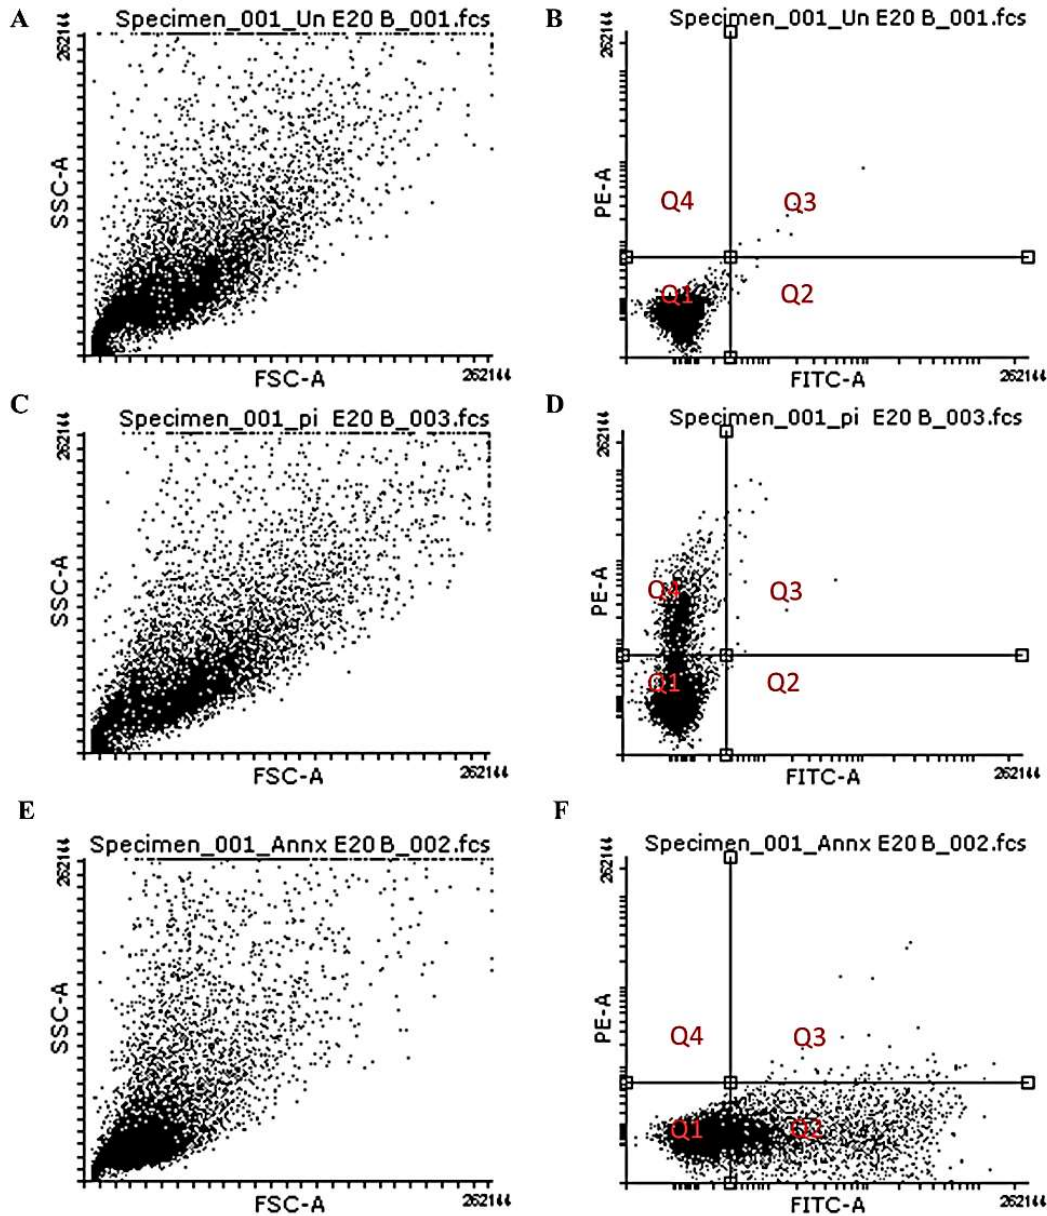 A
Specimen_001_Un E20 B_001.fcs
262144
SSC-A
FSC-A
262144
B
Specimen_001_Un E20 B_001.fcs
262144
PE-A
Q4
Q3
Q1
Q2
FITC-A
262144
C
Specimen_001_pi E20 B_003.fcs
262144
SSC-A
FSC-A
262144
D
Specimen_001_pi E20 B_003.fcs
262144
PE-A
Q4
Q3
Q1
Q2
FITC-A
262144
E
Specimen_001_Annx E20 B_002.fcs
262144
SSC-A
FSC-A
262144
F
Specimen_001_Annx E20 B_002.fcs
262144
PE-A
Q4
Q3
Q1
Q2
FITC-A
262144